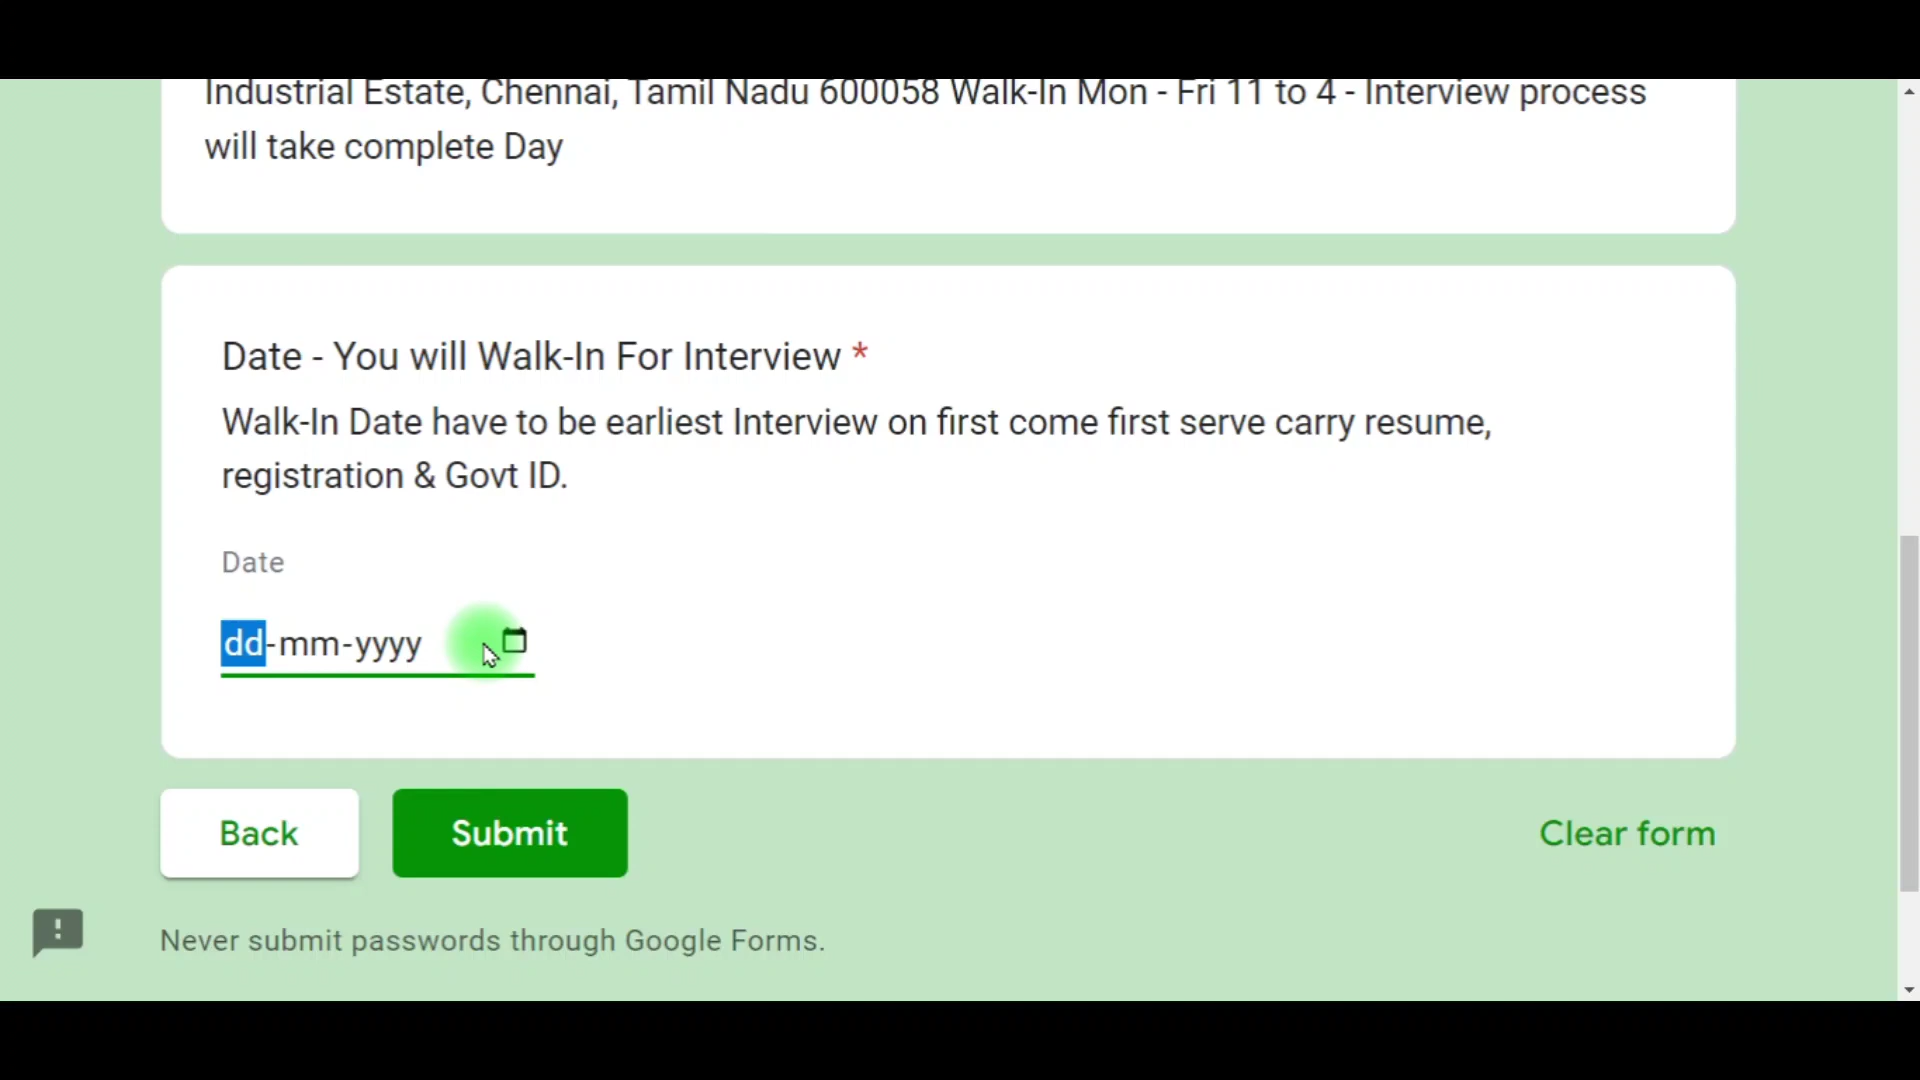 Industrial Estate, Chennai, Tamil Nadu 600058 Walk-In Mon - Fri 11 to 4 - Interview process
will take complete Day
Date - You will Walk-In For Interview *
Walk-In Date have to be earliest Interview on first come first serve carry resume,
registration & Govt ID.
Date
dd-mm-yyyy
Back
Submit
Clear form
Never submit passwords through Google Forms.